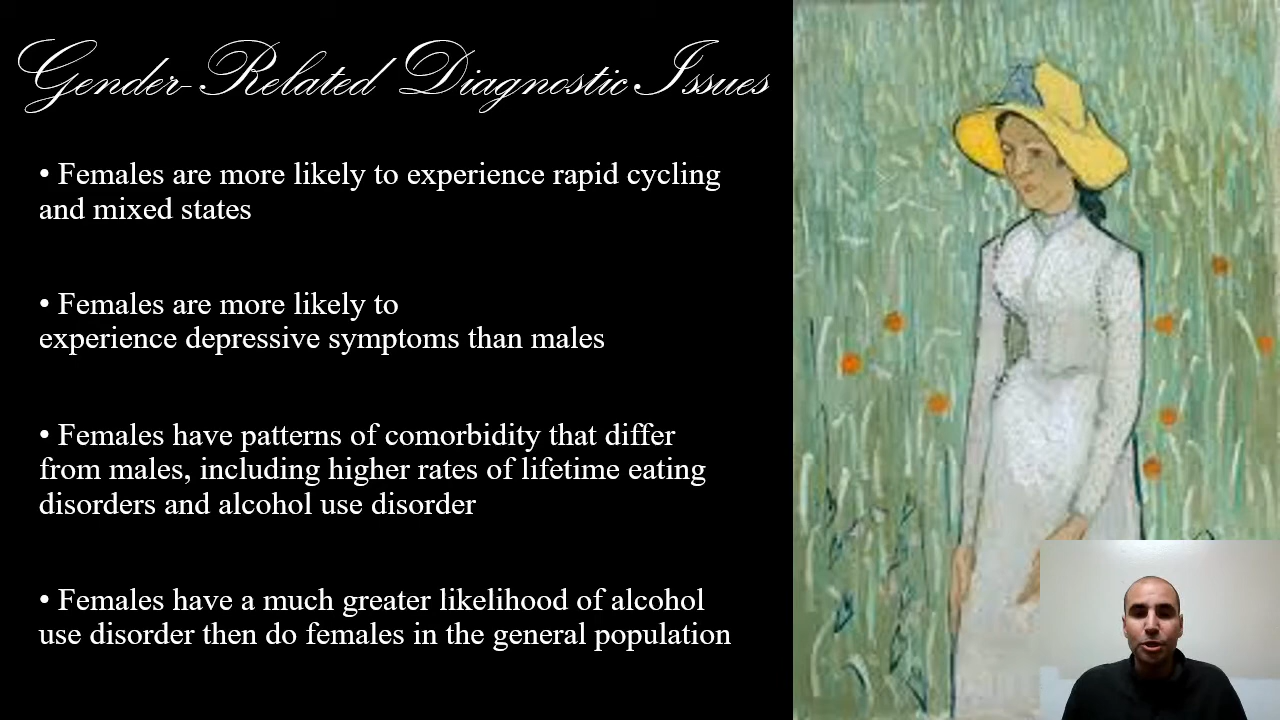 Gender-Related Diagnostic Issues
• Females are more likely to experience rapid cycling
and mixed states
• Females are more likely to
experience depressive symptoms than males
• Females have patterns of comorbidity that differ
from males, including higher rates of lifetime eating
disorders and alcohol use disorder
• Females have a much greater likelihood of alcohol
use disorder then do females in the general population